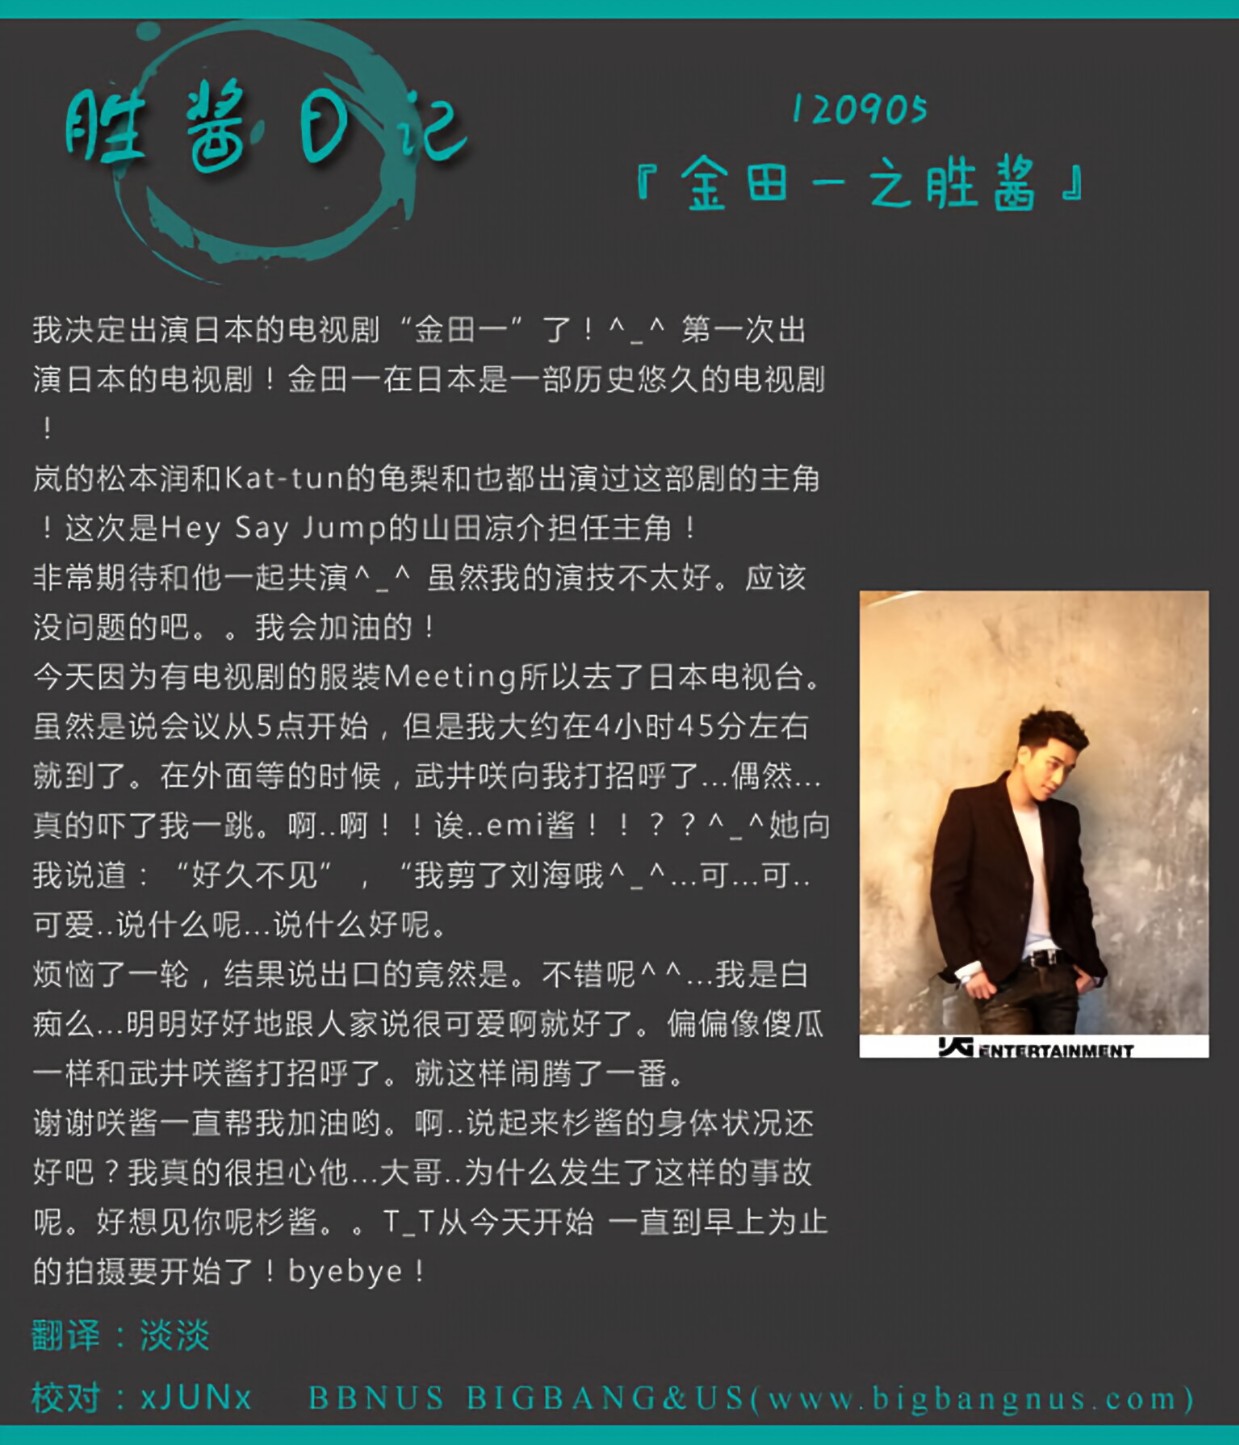 胜酱日记
120905
『金田一之胜酱』
我决定出演日本的电视剧“金田一”了！^_^ 第一次出
演日本的电视剧！金田一在日本是一部历史悠久的电视剧
！
岚的松本润和Kat-tun的龟梨和也都出演过这部剧的主角
！这次是Hey Say Jump的山田凉介担任主角！
非常期待和他一起共演^_^ 虽然我的演技不太好。应该
没问题的吧。。我会加油的！
今天因为有电视剧的服装Meeting所以去了日本电视台。
虽然是说会议从5点开始，但是我大约在4小时45分左右
就到了。在外面等的时候，武井咲向我打招呼了...偶然...
真的吓了我一跳。啊..啊！！诶..emi酱！！？？^_^她向
我说道：“好久不见”，“我剪了刘海哦^_^...可...可..
可爱..说什么呢...说什么好呢。
烦恼了一轮，结果说出口的竟然是。不错呢^^...我是白
痴么...明明好好地跟人家说很可爱啊就好了。偏偏像傻瓜
一样和武井咲酱打招呼了。就这样闹腾了一番。
谢谢咲酱一直帮我加油哟。啊..说起来杉酱的身体状况还
好吧？我真的很担心他...大哥..为什么发生了这样的事故
呢。好想见你呢杉酱。。T_T从今天开始 一直到早上为止
的拍摄要开始了！byebye！
YG ENTERTAINMENT
翻译：淡淡
校对：xJUNx BBNUS BIGBANG&US(www.bigbangnus.com)